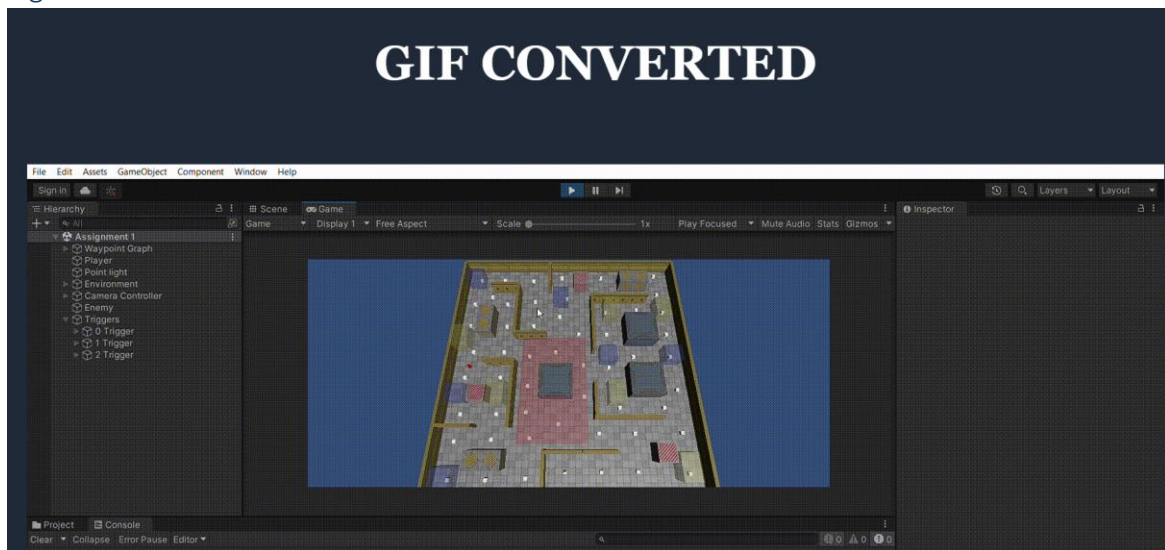 GIF CONVERTED
File Edit Assets GameObject Component Window Help
Sign in Layers Layout
Hierarchy Scene Game Inspector
All Game Display 1 Free Aspect Scale 1x Play Focused Mute Audio Stats Gizmos
Assignment 1
Waypoint Graph
Player
Point light
Environment
Camera Controller
Enemy
Triggers
0 Trigger
1 Trigger
2 Trigger
Project Console
Clear Collapse Error Pause Editor 0 0 0